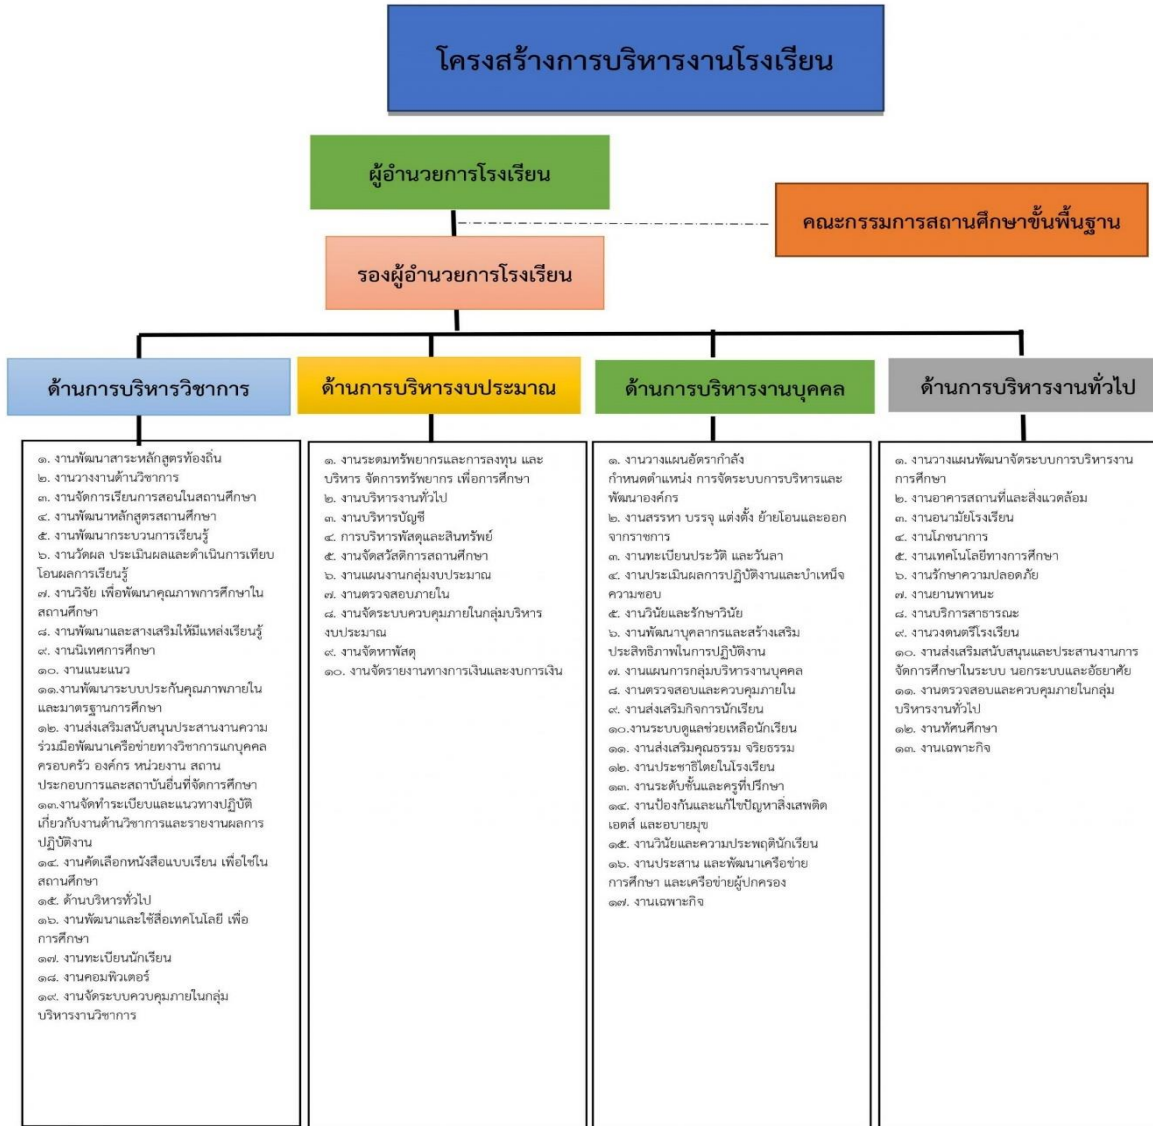 โครงสร้างการบริหารงานโรงเรียน
ผู้อำนวยการโรงเรียน
คณะกรรมการสถานศึกษาขั้นพื้นฐาน
รองผู้อำนวยการโรงเรียน
ด้านการบริหารวิชาการ
๑. งานพัฒนาสาระหลักสูตรท้องถิ่น
๒. งานวางงานด้านวิชาการ
๓. งานจัดการเรียนการสอนในสถานศึกษา
๔. งานพัฒนาหลักสูตรสถานศึกษา
๕. งานพัฒนากระบวนการเรียนรู้
๖. งานวัดผล ประเมินผลและดำเนินการเทียบ
โอนผลการเรียนรู้
๗. งานวิจัย เพื่อพัฒนาคุณภาพการศึกษาใน
สถานศึกษา
๘. งานพัฒนาและสางเสริมให้มีแหล่งเรียนรู้
๙. งานนิเทศการศึกษา
๑๐. งานแนะแนว
๑๑.งานพัฒนาระบบประกันคุณภาพภายใน
และมาตรฐานการศึกษา
๑๒. งานส่งเสริมสนับสนุนประสานงานความ
ร่วมมือพัฒนาเครือข่ายทางวิชาการแกบุคคล
ครอบครัว องค์กร หน่วยงาน สถาน
ประกอบการและสถาบันอื่นที่จัดการศึกษา
๑๓.งานจัดทำระเบียบและแนวทางปฏิบัติ
เกี่ยวกับงานด้านวิชาการและรายงานผลการ
ปฏิบัติงาน
๑๔. งานคัดเลือกหนังสือแบบเรียน เพื่อใช้ใน
สถานศึกษา
๑๕. ด้านบริหารทั่วไป
๑๖. งานพัฒนาและใช้สื่อเทคโนโลยี เพื่อ
การศึกษา
๑๗. งานทะเบียนนักเรียน
๑๘. งานคอมพิวเตอร์
๑๙. งานจัดระบบควบคุมภายในกลุ่ม
บริหารงานวิชาการ
ด้านการบริหารงบประมาณ
๑. งานระดมทรัพยากรและการลงทุน และ
บริหาร จัดการทรัพยากร เพื่อการศึกษา
๒. งานบริหารงานทั่วไป
๓. งานบริหารบัญชี
๔. การบริหารพัสดุและสินทรัพย์
๕. งานจัดสวัสดิการสถานศึกษา
๖. งานแผนงานกลุ่มงบประมาณ
๗. งานตรวจสอบภายใน
๘. งานจัดระบบควบคุมภายในกลุ่มบริหาร
งบประมาณ
๙. งานจัดหาพัสดุ
๑๐. งานจัดรายงานทางการเงินและงบการเงิน
ด้านการบริหารงานบุคคล
๑. งานวางแผนอัตรากำลัง
กำหนดตำแหน่ง การจัดระบบการบริหารและ
พัฒนาองค์กร
๒. งานสรรหา บรรจุ แต่งตั้ง ย้ายโอนและออก
จากราชการ
๓. งานทะเบียนประวัติ และวันลา
๔. งานประเมินผลการปฏิบัติงานและบำเหน็จ
ความชอบ
๕. งานวินัยและรักษาวินัย
๖. งานพัฒนาบุคลากรและสร้างเสริม
ประสิทธิภาพในการปฏิบัติงาน
๗. งานแผนการกลุ่มบริหารงานบุคคล
๘. งานตรวจสอบและควบคุมภายใน
๙. งานส่งเสริมกิจการนักเรียน
๑๐.งานระบบดูแลช่วยเหลือนักเรียน
๑๑. งานส่งเสริมคุณธรรม จริยธรรม
๑๒. งานประชาธิไตยในโรงเรียน
๑๓. งานระดับชั้นและครูที่ปรึกษา
๑๔. งานป้องกันและแก้ไขปัญหาสิ่งเสพติด
เอดส์ และอบายมุข
๑๕. งานวินัยและความประพฤตินักเรียน
๑๖. งานประสาน และพัฒนาเครือข่าย
การศึกษา และเครือข่ายผู้ปกครอง
๑๗. งานเฉพาะกิจ
ด้านการบริหารงานทั่วไป
๑. งานวางแผนพัฒนาจัดระบบการบริหารงาน
การศึกษา
๒. งานอาคารสถานที่และสิ่งแวดล้อม
๓. งานอนามัยโรงเรียน
๔. งานโภชนาการ
๕. งานเทคโนโลยีทางการศึกษา
๖. งานรักษาความปลอดภัย
๗. งานยานพาหนะ
๘. งานบริการสาธารณะ
๙. งานวงดนตรีโรงเรียน
๑๐. งานส่งเสริมสนับสนุนและประสานงานการ
จัดการศึกษาในระบบ นอกระบบและอัธยาศัย
๑๑. งานตรวจสอบและควบคุมภายในกลุ่ม
บริหารงานทั่วไป
๑๒. งานทัศนศึกษา
๑๓. งานเฉพาะกิจ